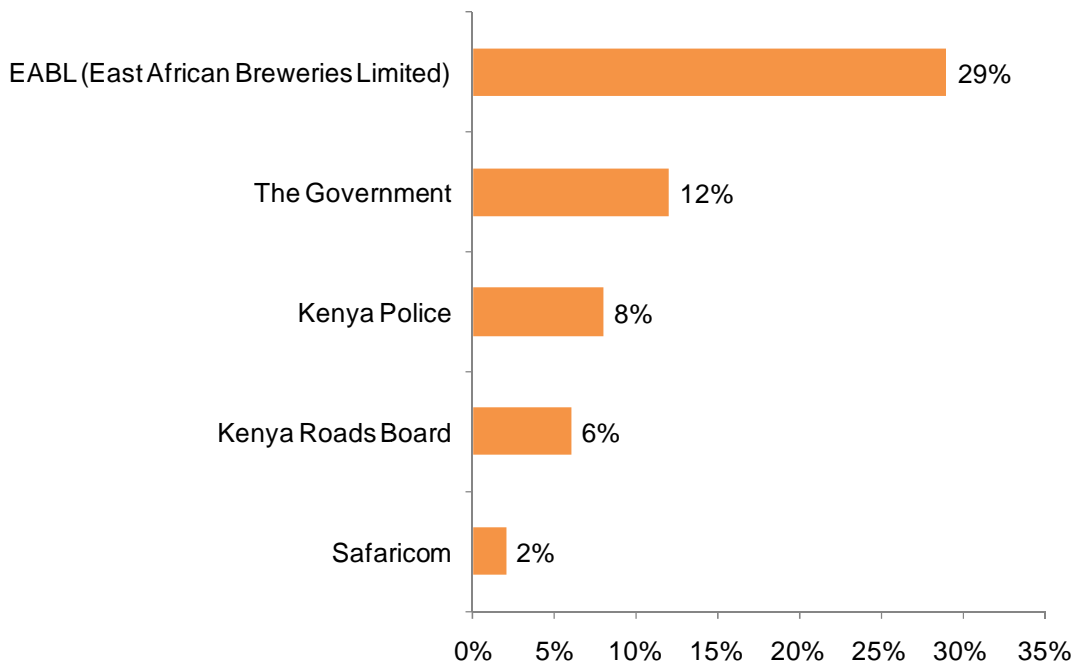 EABL (East African Breweries Limited)
29%
The Government
12%
Kenya Police
8%
Kenya Roads Board
6%
Safaricom
2%
0% 5% 10% 15% 20% 25% 30% 35%